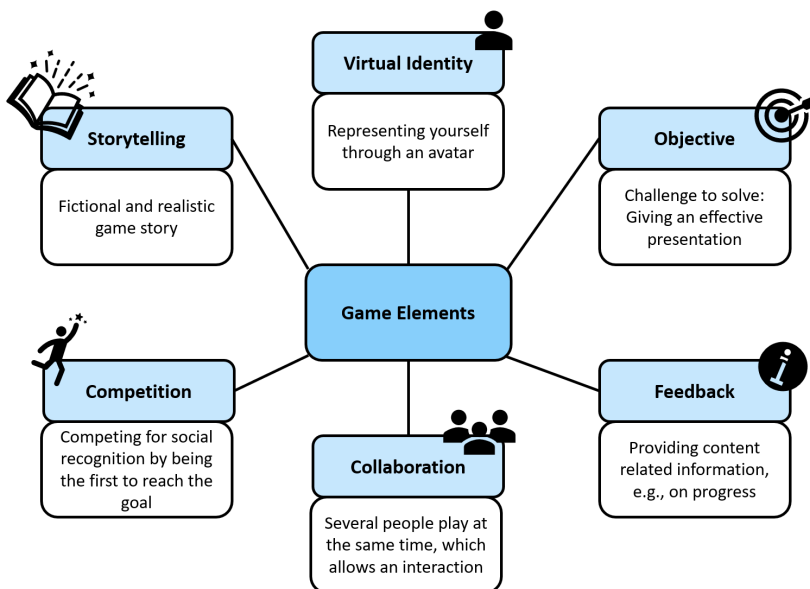 Virtual Identity
Representing yourself
through an avatar
Storytelling
Fictional and realistic
game story
Objective
Challenge to solve:
Giving an effective
presentation
Game Elements
Competition
Competing for social
recognition by being
the first to reach the
goal
Collaboration
Several people play at
the same time, which
allows an interaction
Feedback
Providing content
related information,
e.g., on progress
i